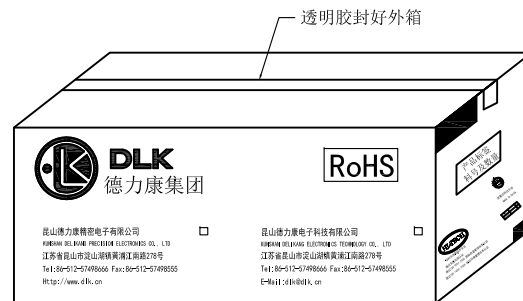 透明胶封好外箱
DLK
德力康集团
RoHS
昆山德力康精密电子有限公司
KUNSHAN DELIKANG PRECISION ELECTRONICS CO., LTD
江苏省昆山市淀山湖镇黄浦江南路278号
Tel:86-512-57498666 Fax:86-512-57498555
Http://www.dlk.cn
昆山德力康电子科技有限公司
KUNSHAN DELIKANG ELECTRONICS TECHNOLOGY CO., LTD
江苏省昆山市淀山湖镇黄浦江南路278号
Tel:86-512-57498666 Fax:86-512-57498555
E-Mail:dlk@dlk.cn
产品标签
料号及数量